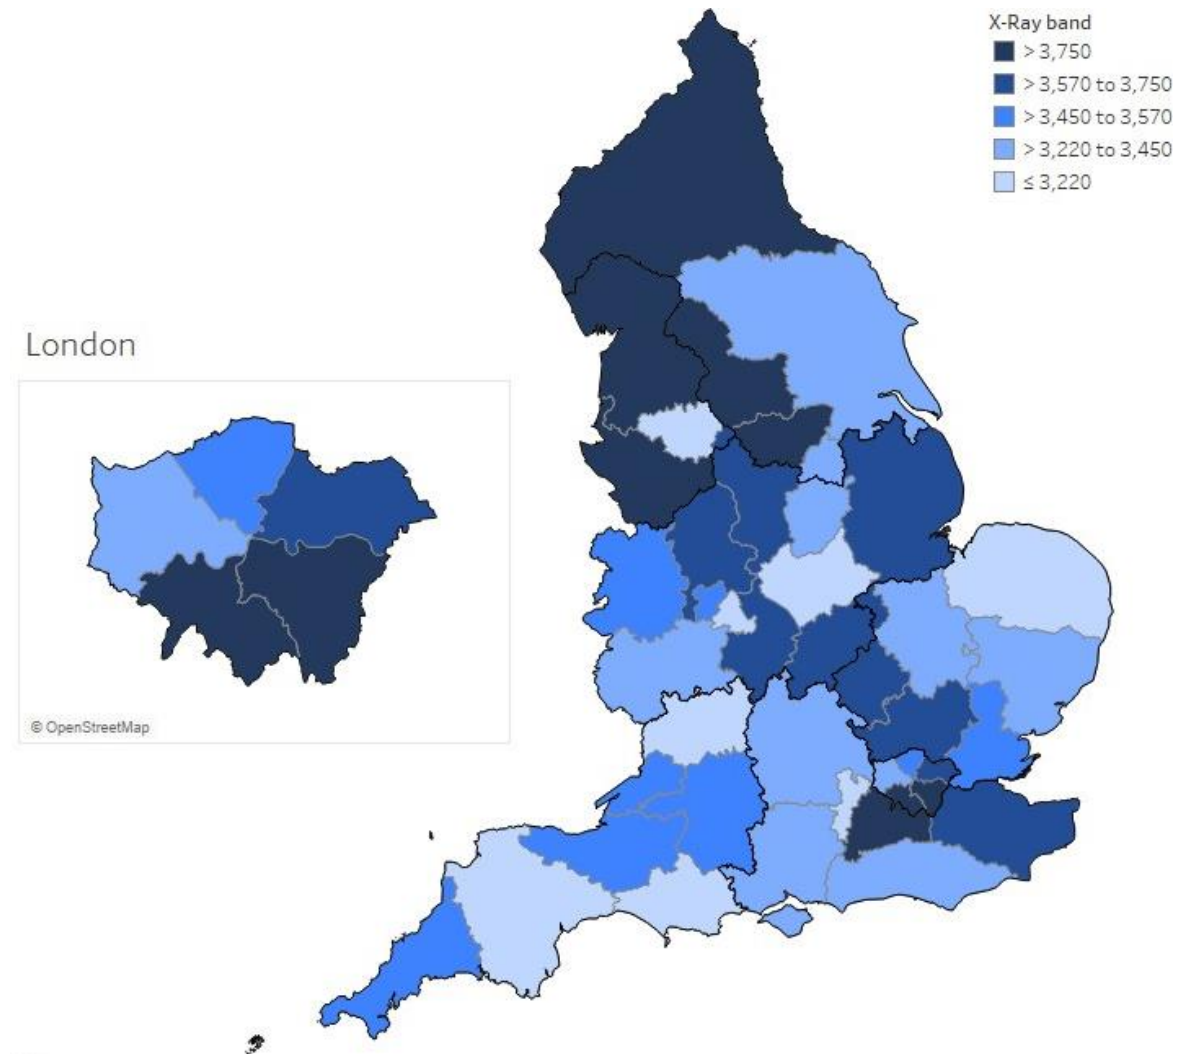 X-Ray band
> 3,750
> 3,570 to 3,750
> 3,450 to 3,570
> 3,220 to 3,450
≤ 3,220
London
© OpenStreetMap